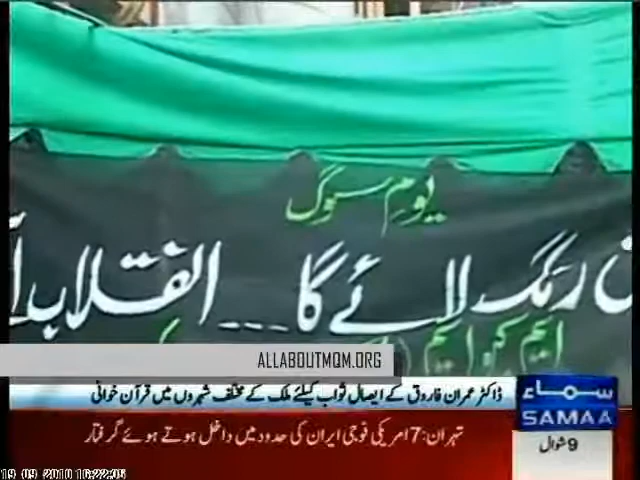 یومِ سوگ
رنگ لائے گا --- انقلاب
ایم کیو ایم
ALLABOUTMQM.ORG
ڈاکٹر عمران فاروق کے ایصال ثواب کیلئے ملک کے مختلف شہروں میں قرآن خوانی
سماء
SAMAA
تہران: 7 امریکی فوجی ایران کی حدود میں داخل ہوتے ہوئے گرفتار
9 شوال
19 09 2010 16:22:05